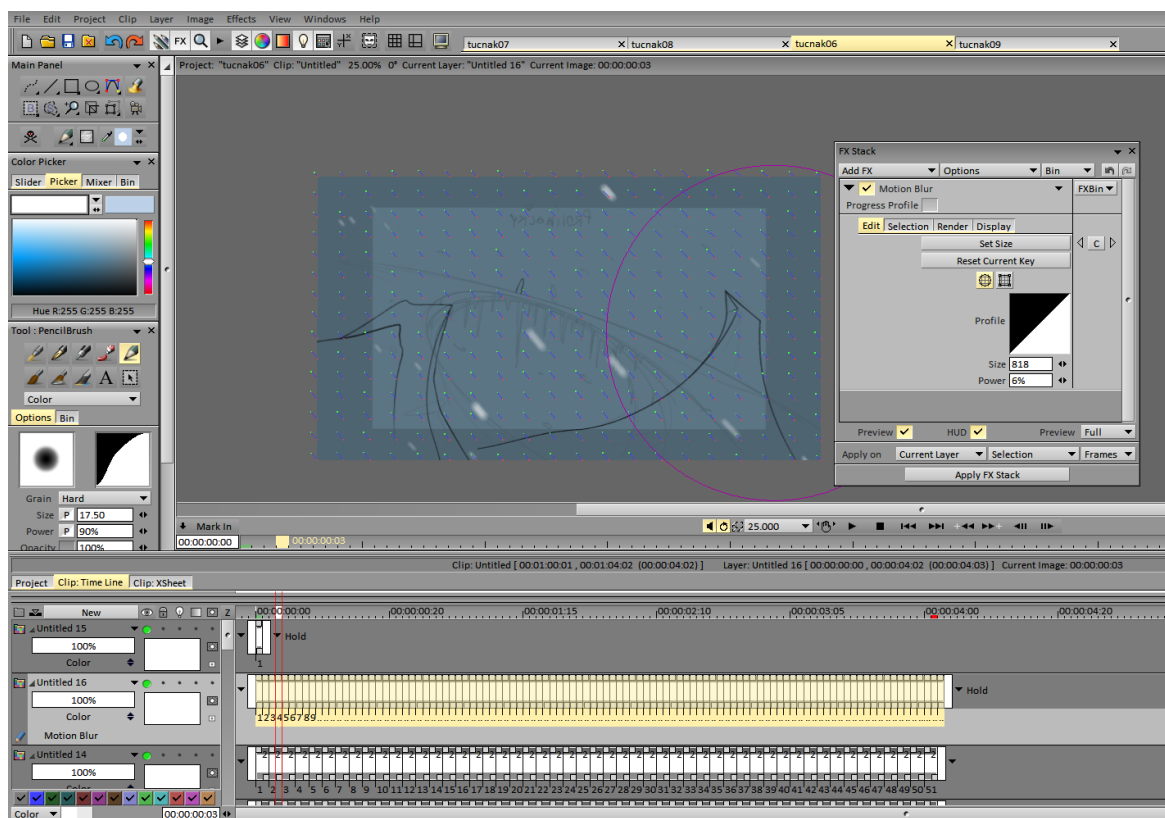 File Edit Project Clip Layer Image Effects View Windows Help
FX tucnak07 tucnak08 tucnak06 tucnak09
Main Panel
Project: "tucnak06" Clip: "Untitled" 25.00% 0° Current Layer: "Untitled 16" Current Image: 00:00:00:03
Color Picker
Slider Picker Mixer Bin
Hue R:255 G:255 B:255
Tool : PencilBrush
A
Color
Options Bin
Grain Hard
Size P 17.50
Power P 90%
Opacity 100%
FX Stack
Add FX Options Bin
Motion Blur FXBin
Progress Profile
Edit Selection Render Display
Set Size C
Reset Current Key
Profile
Size 818
Power 6%
Preview HUD Preview Full
Apply on Current Layer Selection Frames
Apply FX Stack
Mark In 25.000
00:00:00:00 00:00:00:03
Clip: Untitled [ 00:01:00:01 , 00:01:04:02 (00:00:04:02) ] Layer: Untitled 16 [ 00:00:00:00 , 00:00:04:02 (00:00:04:03) ] Current Image: 00:00:00:03
Project Clip: Time Line Clip: XSheet
New Z 00:00:00:00 00:00:00:20 00:00:01:15 00:00:02:10 00:00:03:05 00:00:04:00 00:00:04:20
Untitled 15 Hold
100%
Color 1
Untitled 16
100% Hold
Color 1 2 3 4 5 6 7 8 9
Motion Blur
Untitled 14
100%
Color 1 2 3 4 5 6 7 8 9 10 11 12 13 14 15 16 17 18 19 20 21 22 23 24 25 26 27 28 29 30 31 32 33 34 35 36 37 38 39 40 41 42 43 44 45 46 47 48 49 50 51
Color 00:00:00:03